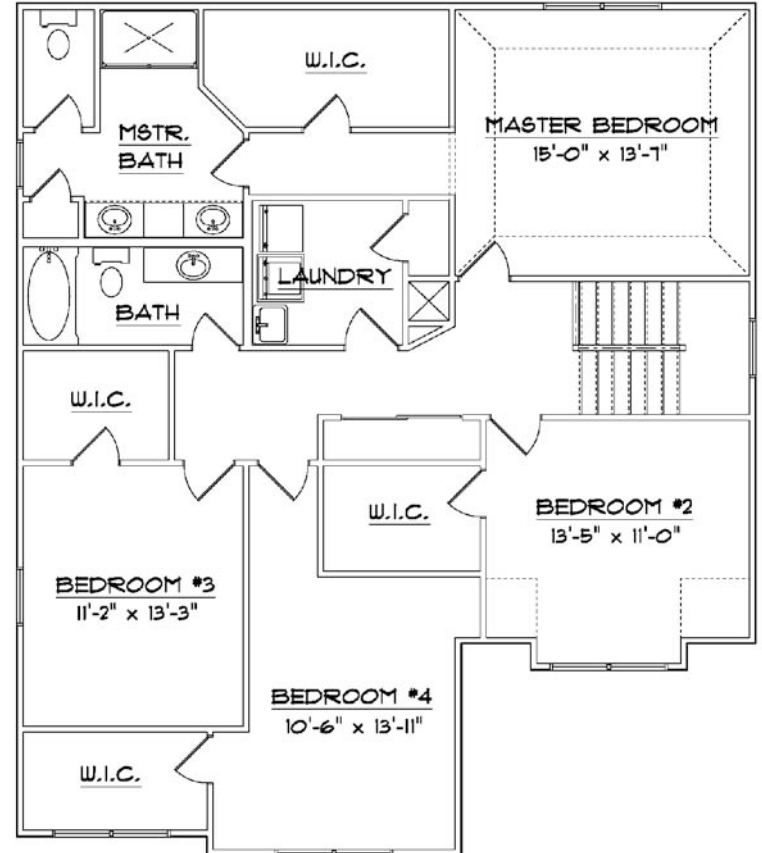 W.I.C.
MASTER BEDROOM
15'-0" x 13'-7"
MSTR.
BATH
LAUNDRY
BATH
W.I.C.
W.I.C.
BEDROOM #2
13'-5" x 11'-0"
BEDROOM #3
11'-2" x 13'-3"
BEDROOM #4
10'-6" x 13'-11"
W.I.C.